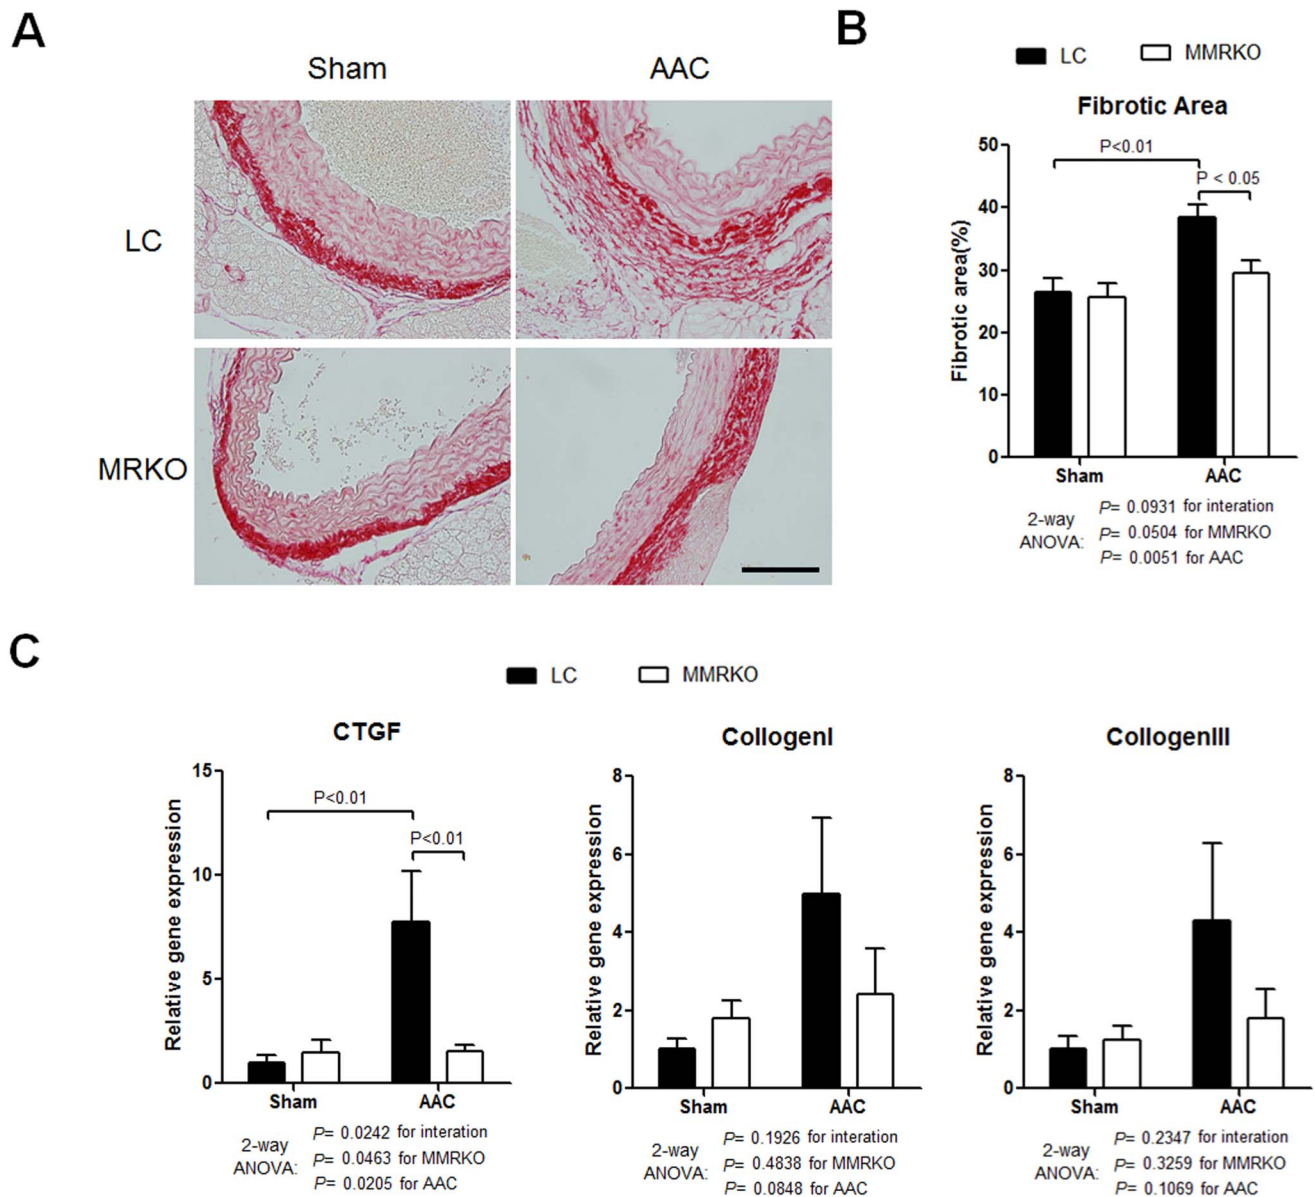 A
Sham
AAC
LC
MRKO
B
LC
MMRKO
Fibrotic Area
Fibrotic area(%)
50
40
30
20
10
0
P<0.01
P < 0.05
Sham
AAC
2-way
ANOVA:
P= 0.0931 for interation
P= 0.0504 for MMRKO
P= 0.0051 for AAC
C
LC
MMRKO
CTGF
Relative gene expression
15
10
5
0
P<0.01
P<0.01
Sham
AAC
2-way
ANOVA:
P= 0.0242 for interation
P= 0.0463 for MMRKO
P= 0.0205 for AAC
CollogenI
Relative gene expression
8
6
4
2
0
Sham
AAC
2-way
ANOVA:
P= 0.1926 for interation
P= 0.4838 for MMRKO
P= 0.0848 for AAC
CollogenIII
Relative gene expression
8
6
4
2
0
Sham
AAC
2-way
ANOVA:
P= 0.2347 for interation
P= 0.3259 for MMRKO
P= 0.1069 for AAC